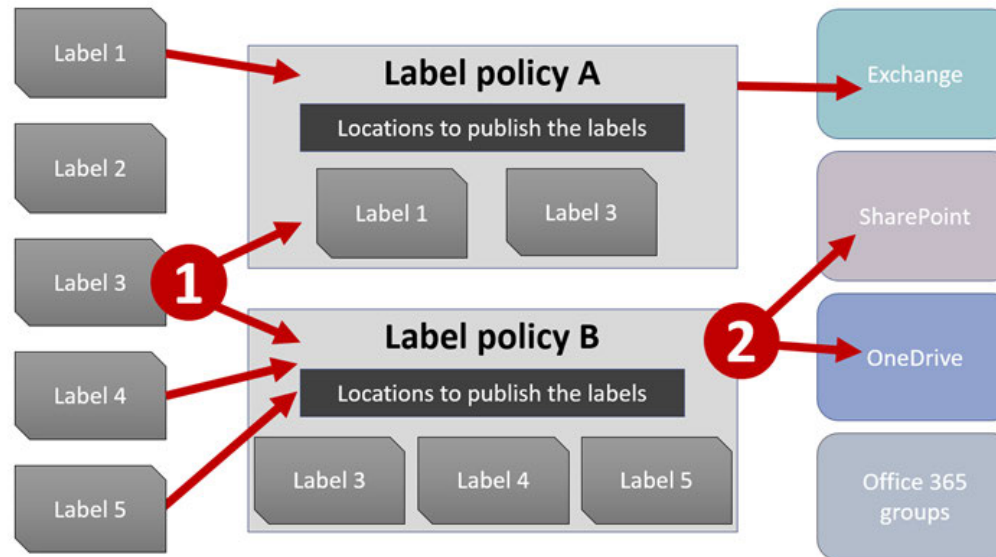 Label 1
Label 2
Label 3
Label 4
Label 5
1
Label policy A
Locations to publish the labels
Label 1
Label 3
Label policy B
Locations to publish the labels
Label 3
Label 4
Label 5
2
Exchange
SharePoint
OneDrive
Office 365
groups